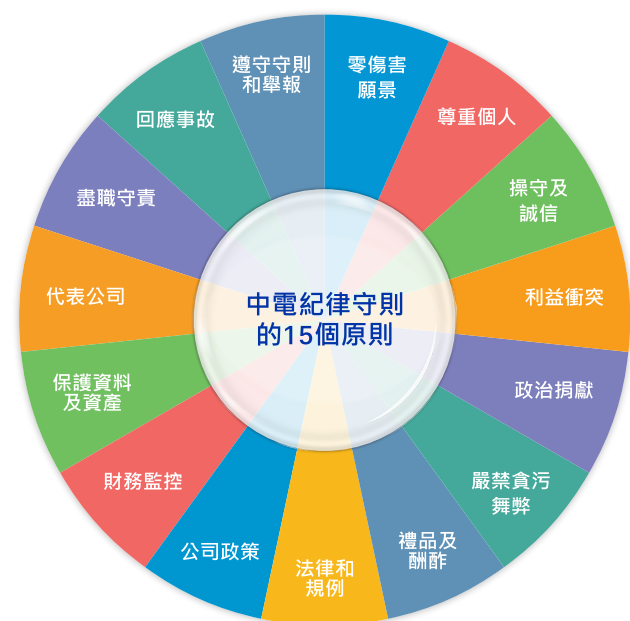 中電紀律守則
的15個原則
零傷害
願景
尊重個人
操守及
誠信
利益衝突
政治捐獻
嚴禁貪污
舞弊
禮品及
酬酢
法律和
規例
公司政策
財務監控
保護資料
及資產
代表公司
盡職守責
回應事故
遵守守則
和舉報